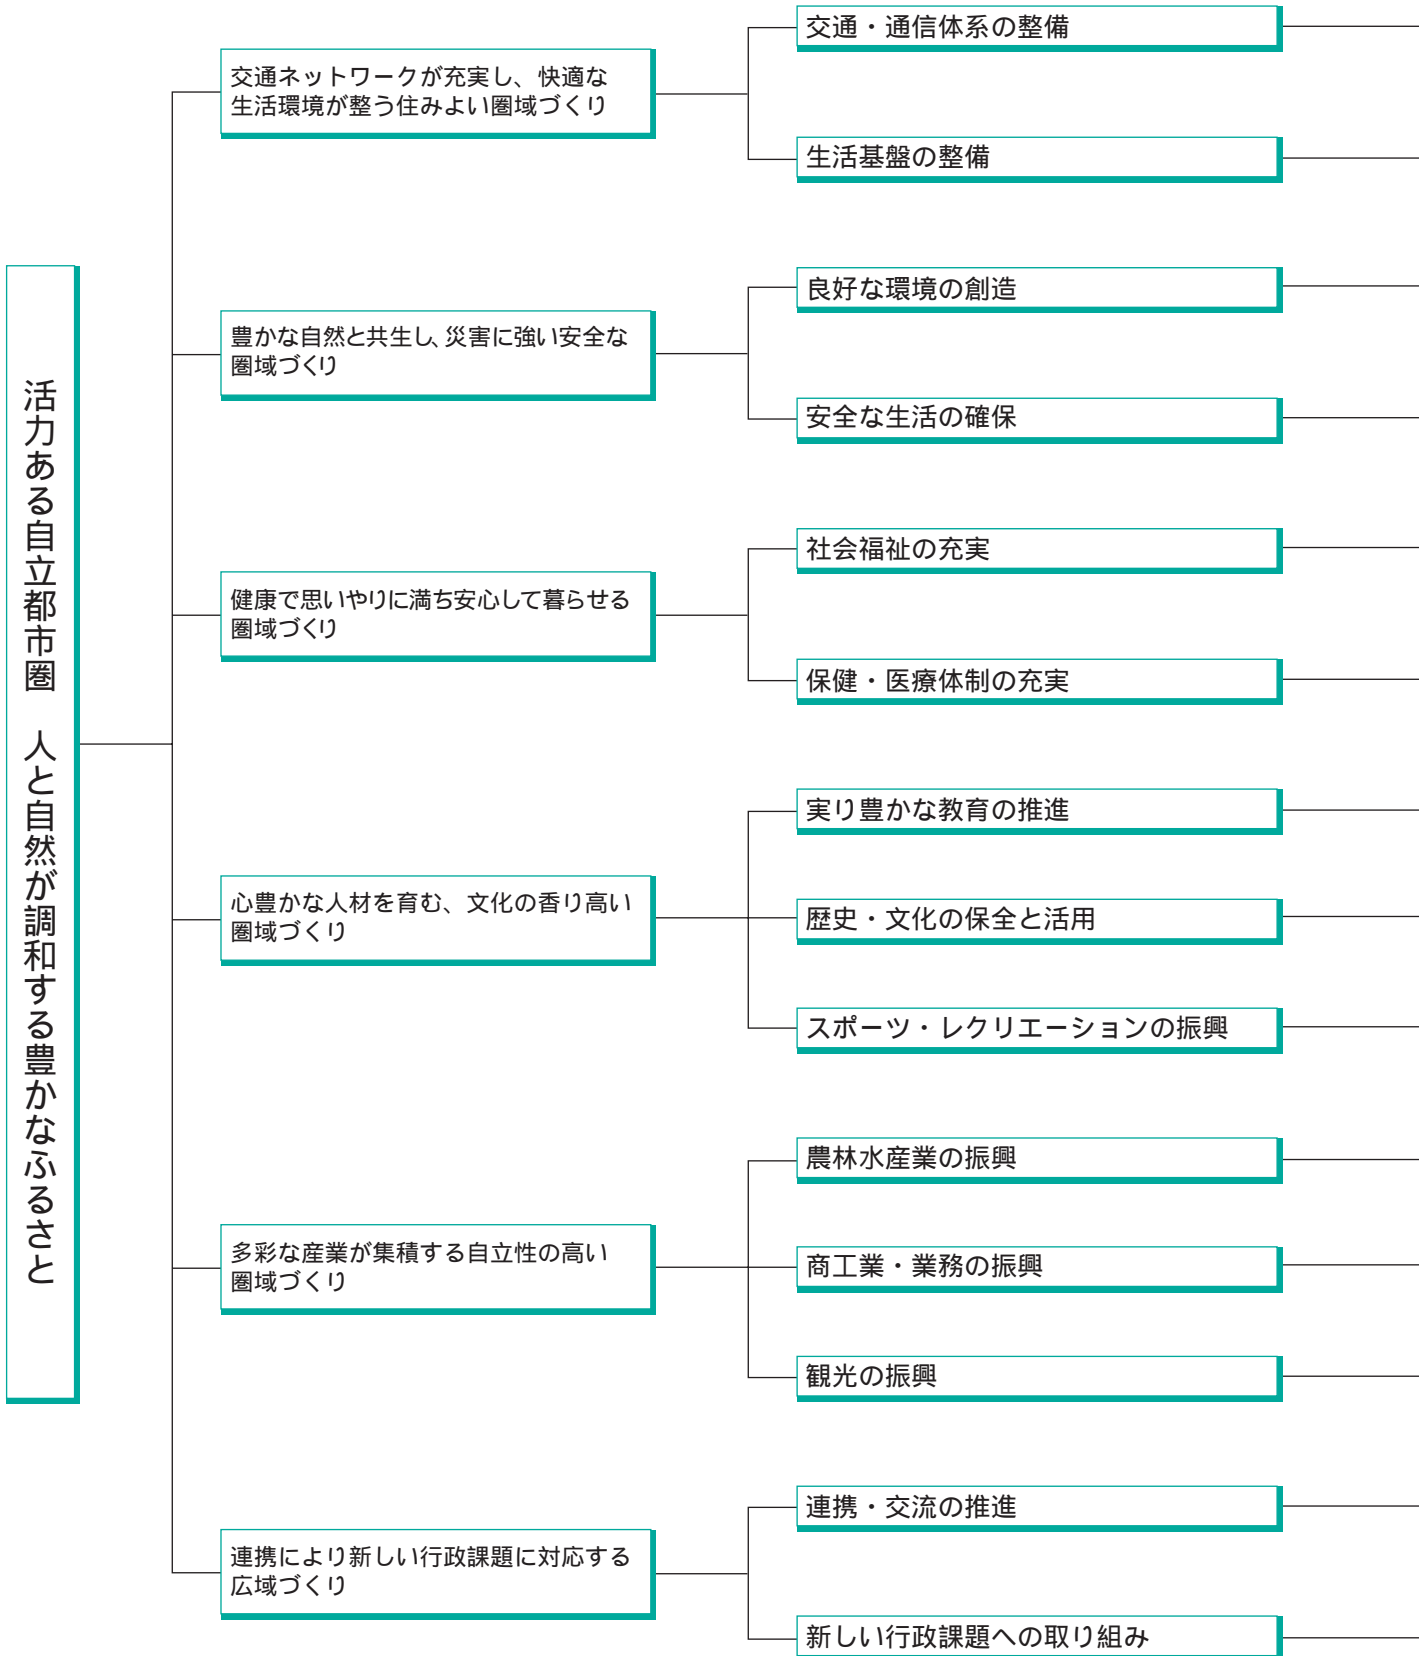 活力ある自立都市圏　人と自然が調和する豊かなふるさと
交通ネットワークが充実し、快適な
生活環境が整う住みよい圏域づくり
交通・通信体系の整備
生活基盤の整備
豊かな自然と共生し、災害に強い安全な
圏域づくり
良好な環境の創造
安全な生活の確保
健康で思いやりに満ち安心して暮らせる
圏域づくり
社会福祉の充実
保健・医療体制の充実
心豊かな人材を育む、文化の香り高い
圏域づくり
実り豊かな教育の推進
歴史・文化の保全と活用
スポーツ・レクリエーションの振興
多彩な産業が集積する自立性の高い
圏域づくり
農林水産業の振興
商工業・業務の振興
観光の振興
連携により新しい行政課題に対応する
広域づくり
連携・交流の推進
新しい行政課題への取り組み